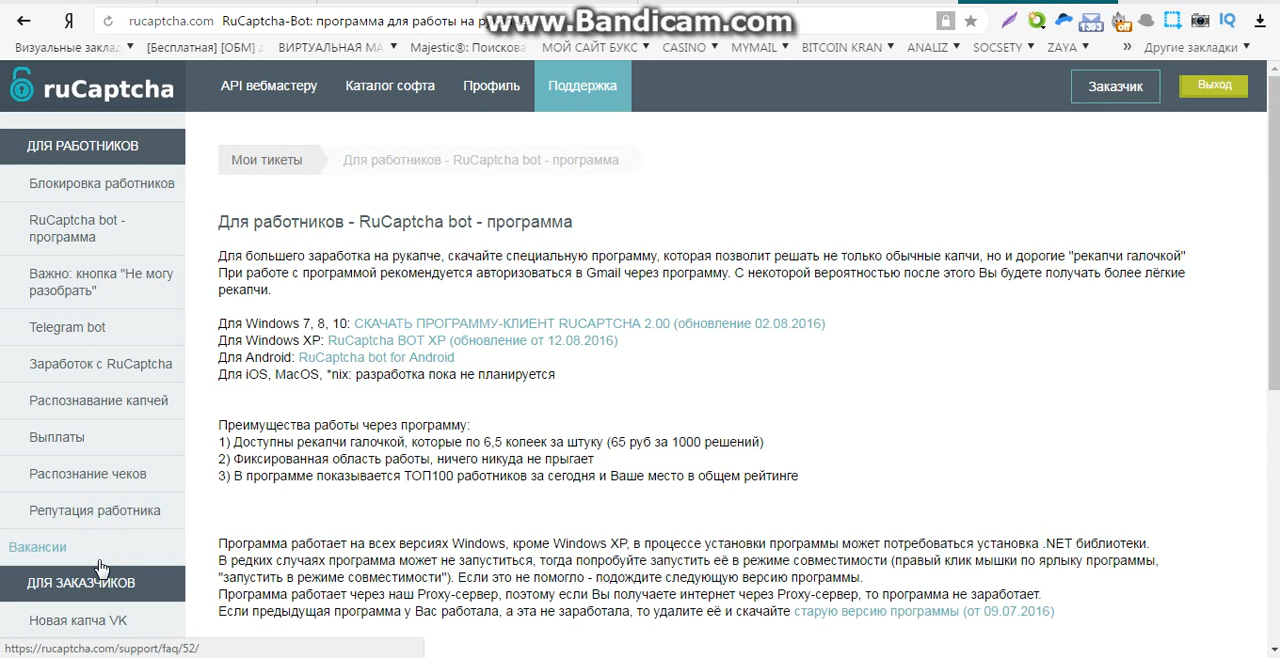 Я rucaptcha.com RuCaptcha-Bot: программа для работы на
www.Bandicam.com
1393
off
IQ
Визуальные заклад [Бесплатная] [ОБМ] ВИРТУАЛЬНАЯ МА Majestic®: Поискова МОЙ САЙТ БУКС CASINO MYMAIL BITCOIN KRAN ANALIZ SOCSETY ZAYA » Другие закладки
ruCaptcha
API вебмастеру Каталог софта Профиль Поддержка Заказчик Выход
ДЛЯ РАБОТНИКОВ
Блокировка работников
RuCaptcha bot -
программа
Важно: кнопка "Не могу
разобрать"
Telegram bot
Заработок с RuCaptcha
Распознавание капчей
Выплаты
Распознание чеков
Репутация работника
Вакансии
ДЛЯ ЗАКАЗЧИКОВ
Новая капча VK
https://rucaptcha.com/support/faq/52/
Мои тикеты Для работников - RuCaptcha bot - программа
Для работников - RuCaptcha bot - программа
Для большего заработка на рукапче, скачайте специальную программу, которая позволит решать не только обычные капчи, но и дорогие "рекапчи галочкой"
При работе с программой рекомендуется авторизоваться в Gmail через программу. С некоторой вероятностью после этого Вы будете получать более лёгкие
рекапчи.
Для Windows 7, 8, 10: СКАЧАТЬ ПРОГРАММУ-КЛИЕНТ RUCAPTCHA 2.00 (обновление 02.08.2016)
Для Windows XP: RuCaptcha BOT XP (обновление от 12.08.2016)
Для Android: RuCaptcha bot for Android
Для iOS, MacOS, *nix: разработка пока не планируется
Преимущества работы через программу:
1) Доступны рекапчи галочкой, которые по 6,5 копеек за штуку (65 руб за 1000 решений)
2) Фиксированная область работы, ничего никуда не прыгает
3) В программе показывается ТОП100 работников за сегодня и Ваше место в общем рейтинге
Программа работает на всех версиях Windows, кроме Windows XP, в процессе установки программы может потребоваться установка .NET библиотеки.
В редких случаях программа может не запуститься, тогда попробуйте запустить её в режиме совместимости (правый клик мышки по ярлыку программы,
"запустить в режиме совместимости"). Если это не помогло - подождите следующую версию программы.
Программа работает через наш Proxy-сервер, поэтому если Вы получаете интернет через Proxy-сервер, то программа не заработает.
Если предыдущая программа у Вас работала, а эта не заработала, то удалите её и скачайте старую версию программы (от 09.07.2016)